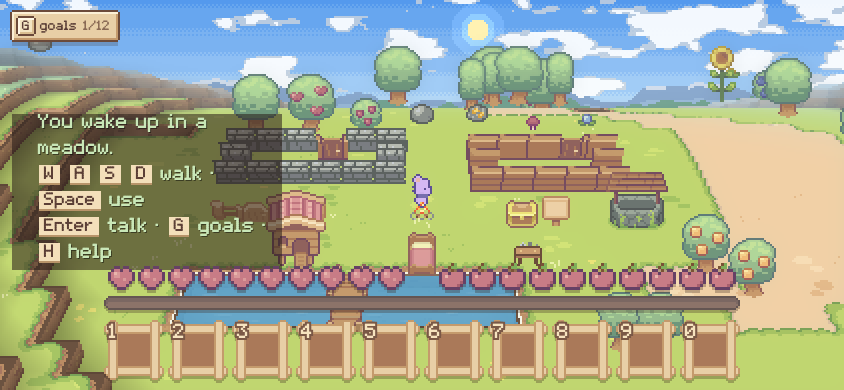 G goals 1/12
You wake up in a
meadow.
W A S D walk ·
Space use
Enter talk · G goals ·
H help
1 2 3 4 5 6 7 8 9 0